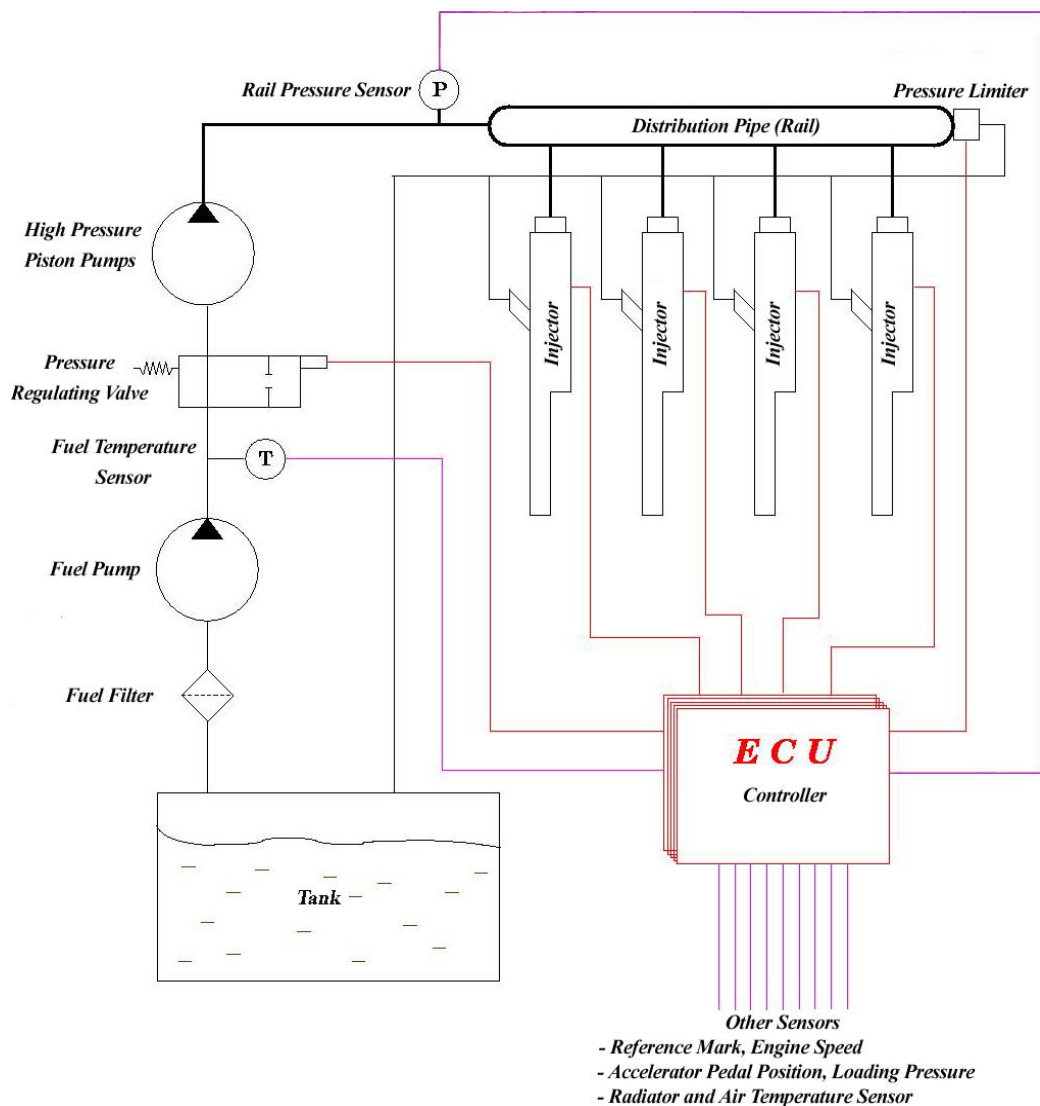 Rail Pressure Sensor
P
Pressure Limiter
Distribution Pipe (Rail)
High Pressure
Piston Pumps
Injector
Injector
Injector
Injector
Pressure
Regulating Valve
Fuel Temperature
Sensor
T
Fuel Pump
Fuel Filter
E C U
Controller
Tank
Other Sensors
- Reference Mark, Engine Speed
- Accelerator Pedal Position, Loading Pressure
- Radiator and Air Temperature Sensor